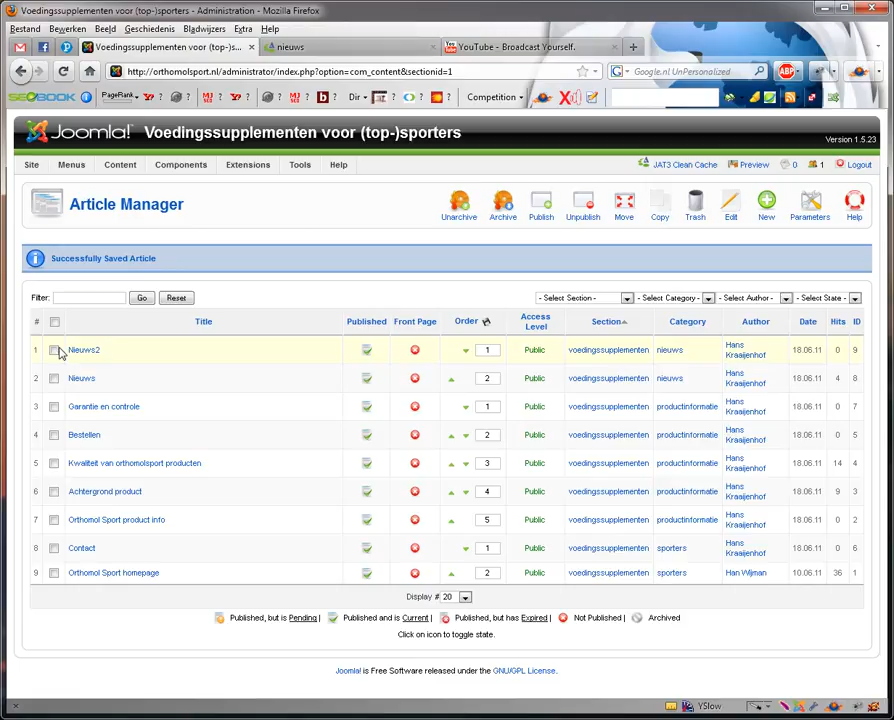 Voedingssupplementen voor (top-)sporters - Administration - Mozilla Firefox
Bestand Bewerken Beeld Geschiedenis Bladwijzers Extra Help
Voedingssupplementen voor (top-)s... nieuws YouTube - Broadcast Yourself.
http://orthomolsport.nl/administrator/index.php?option=com_content&sectionid=1 Google.nl UnPersonalized ABP
SEOBOOK PageRank Dir Competition
Joomla! Voedingssupplementen voor (top-)sporters
Version 1.5.23
Site Menus Content Components Extensions Tools Help JAT3 Clean Cache Preview 0 1 Logout
Article Manager
Unarchive Archive Publish Unpublish Move Copy Trash Edit New Parameters Help
Successfully Saved Article
Filter: Go Reset - Select Section - - Select Category - - Select Author - - Select State -
# Title Published Front Page Order Access Level Section Category Author Date Hits ID
1 Nieuws2 1 Public voedingssupplementen nieuws Hans Kraaijenhof 18.06.11 0 9
2 Nieuws 2 Public voedingssupplementen nieuws Hans Kraaijenhof 18.06.11 4 8
3 Garantie en controle 1 Public voedingssupplementen productinformatie Hans Kraaijenhof 18.06.11 0 7
4 Bestellen 2 Public voedingssupplementen productinformatie Hans Kraaijenhof 18.06.11 0 5
5 Kwaliteit van orthomolsport producten 3 Public voedingssupplementen productinformatie Hans Kraaijenhof 18.06.11 14 4
6 Achtergrond product 4 Public voedingssupplementen productinformatie Hans Kraaijenhof 18.06.11 9 3
7 Orthomol Sport product info 5 Public voedingssupplementen productinformatie Hans Kraaijenhof 18.06.11 0 2
8 Contact 1 Public voedingssupplementen sporters Hans Kraaijenhof 18.06.11 0 6
9 Orthomol Sport homepage 2 Public voedingssupplementen sporters Han Wijman 10.06.11 36 1
Display # 20
Published, but is Pending | Published and is Current | Published, but has Expired | Not Published | Archived
Click on icon to toggle state.
Joomla! is Free Software released under the GNU/GPL License.
YSlow